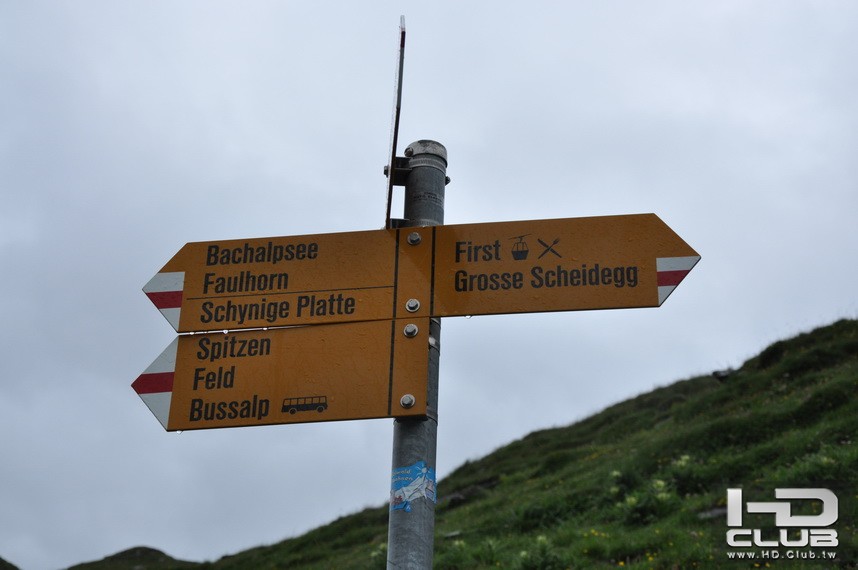 Bachalpsee
Faulhorn
Schynige Platte
First
Grosse Scheidegg
Spitzen
Feld
Bussalp
HD
CLUB
www.HD.Club.tw